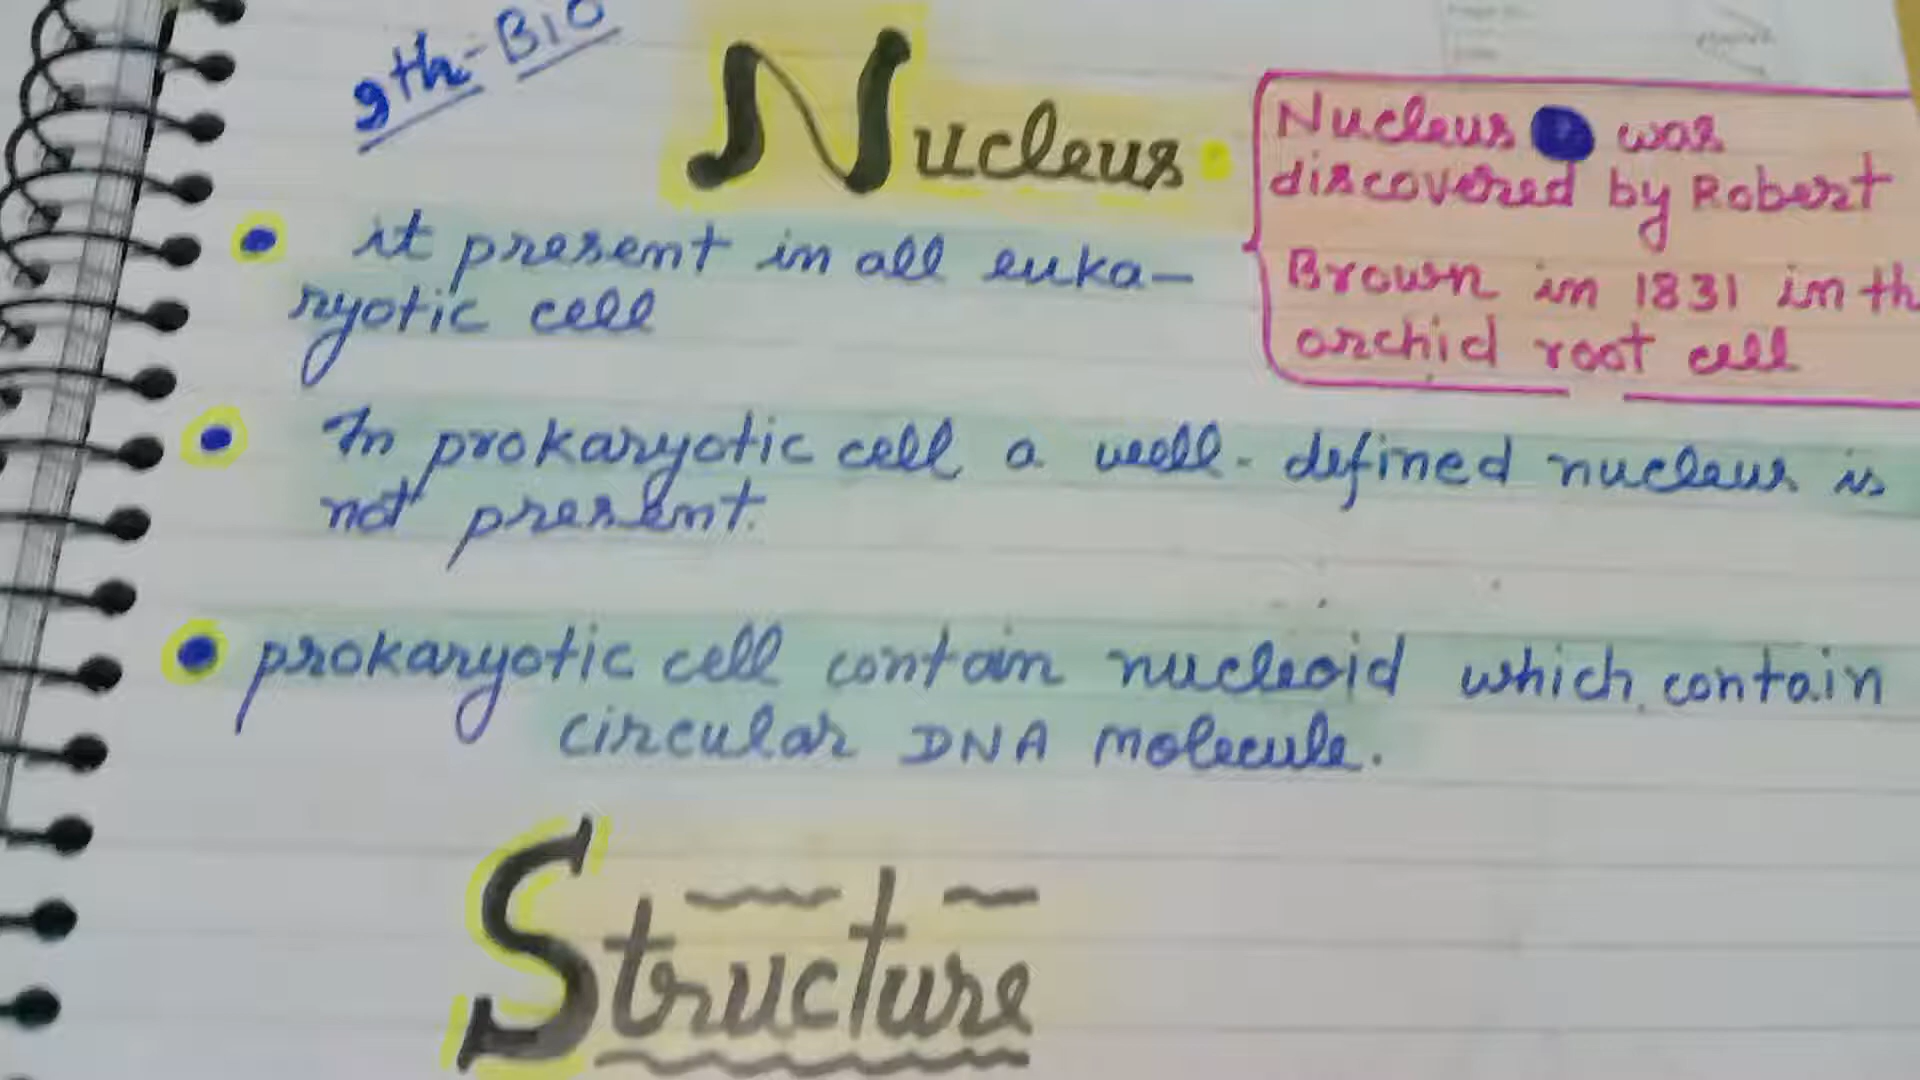 9th-Bio
Nucleus
Nucleus was
discovered by Robert
Brown in 1831 in th
orchid root cell
it present in all euka-
ryotic cell
In prokaryotic cell a well-defined nucleus is
not present.
prokaryotic cell contain nucleoid which contain
circular DNA molecule.
Structure